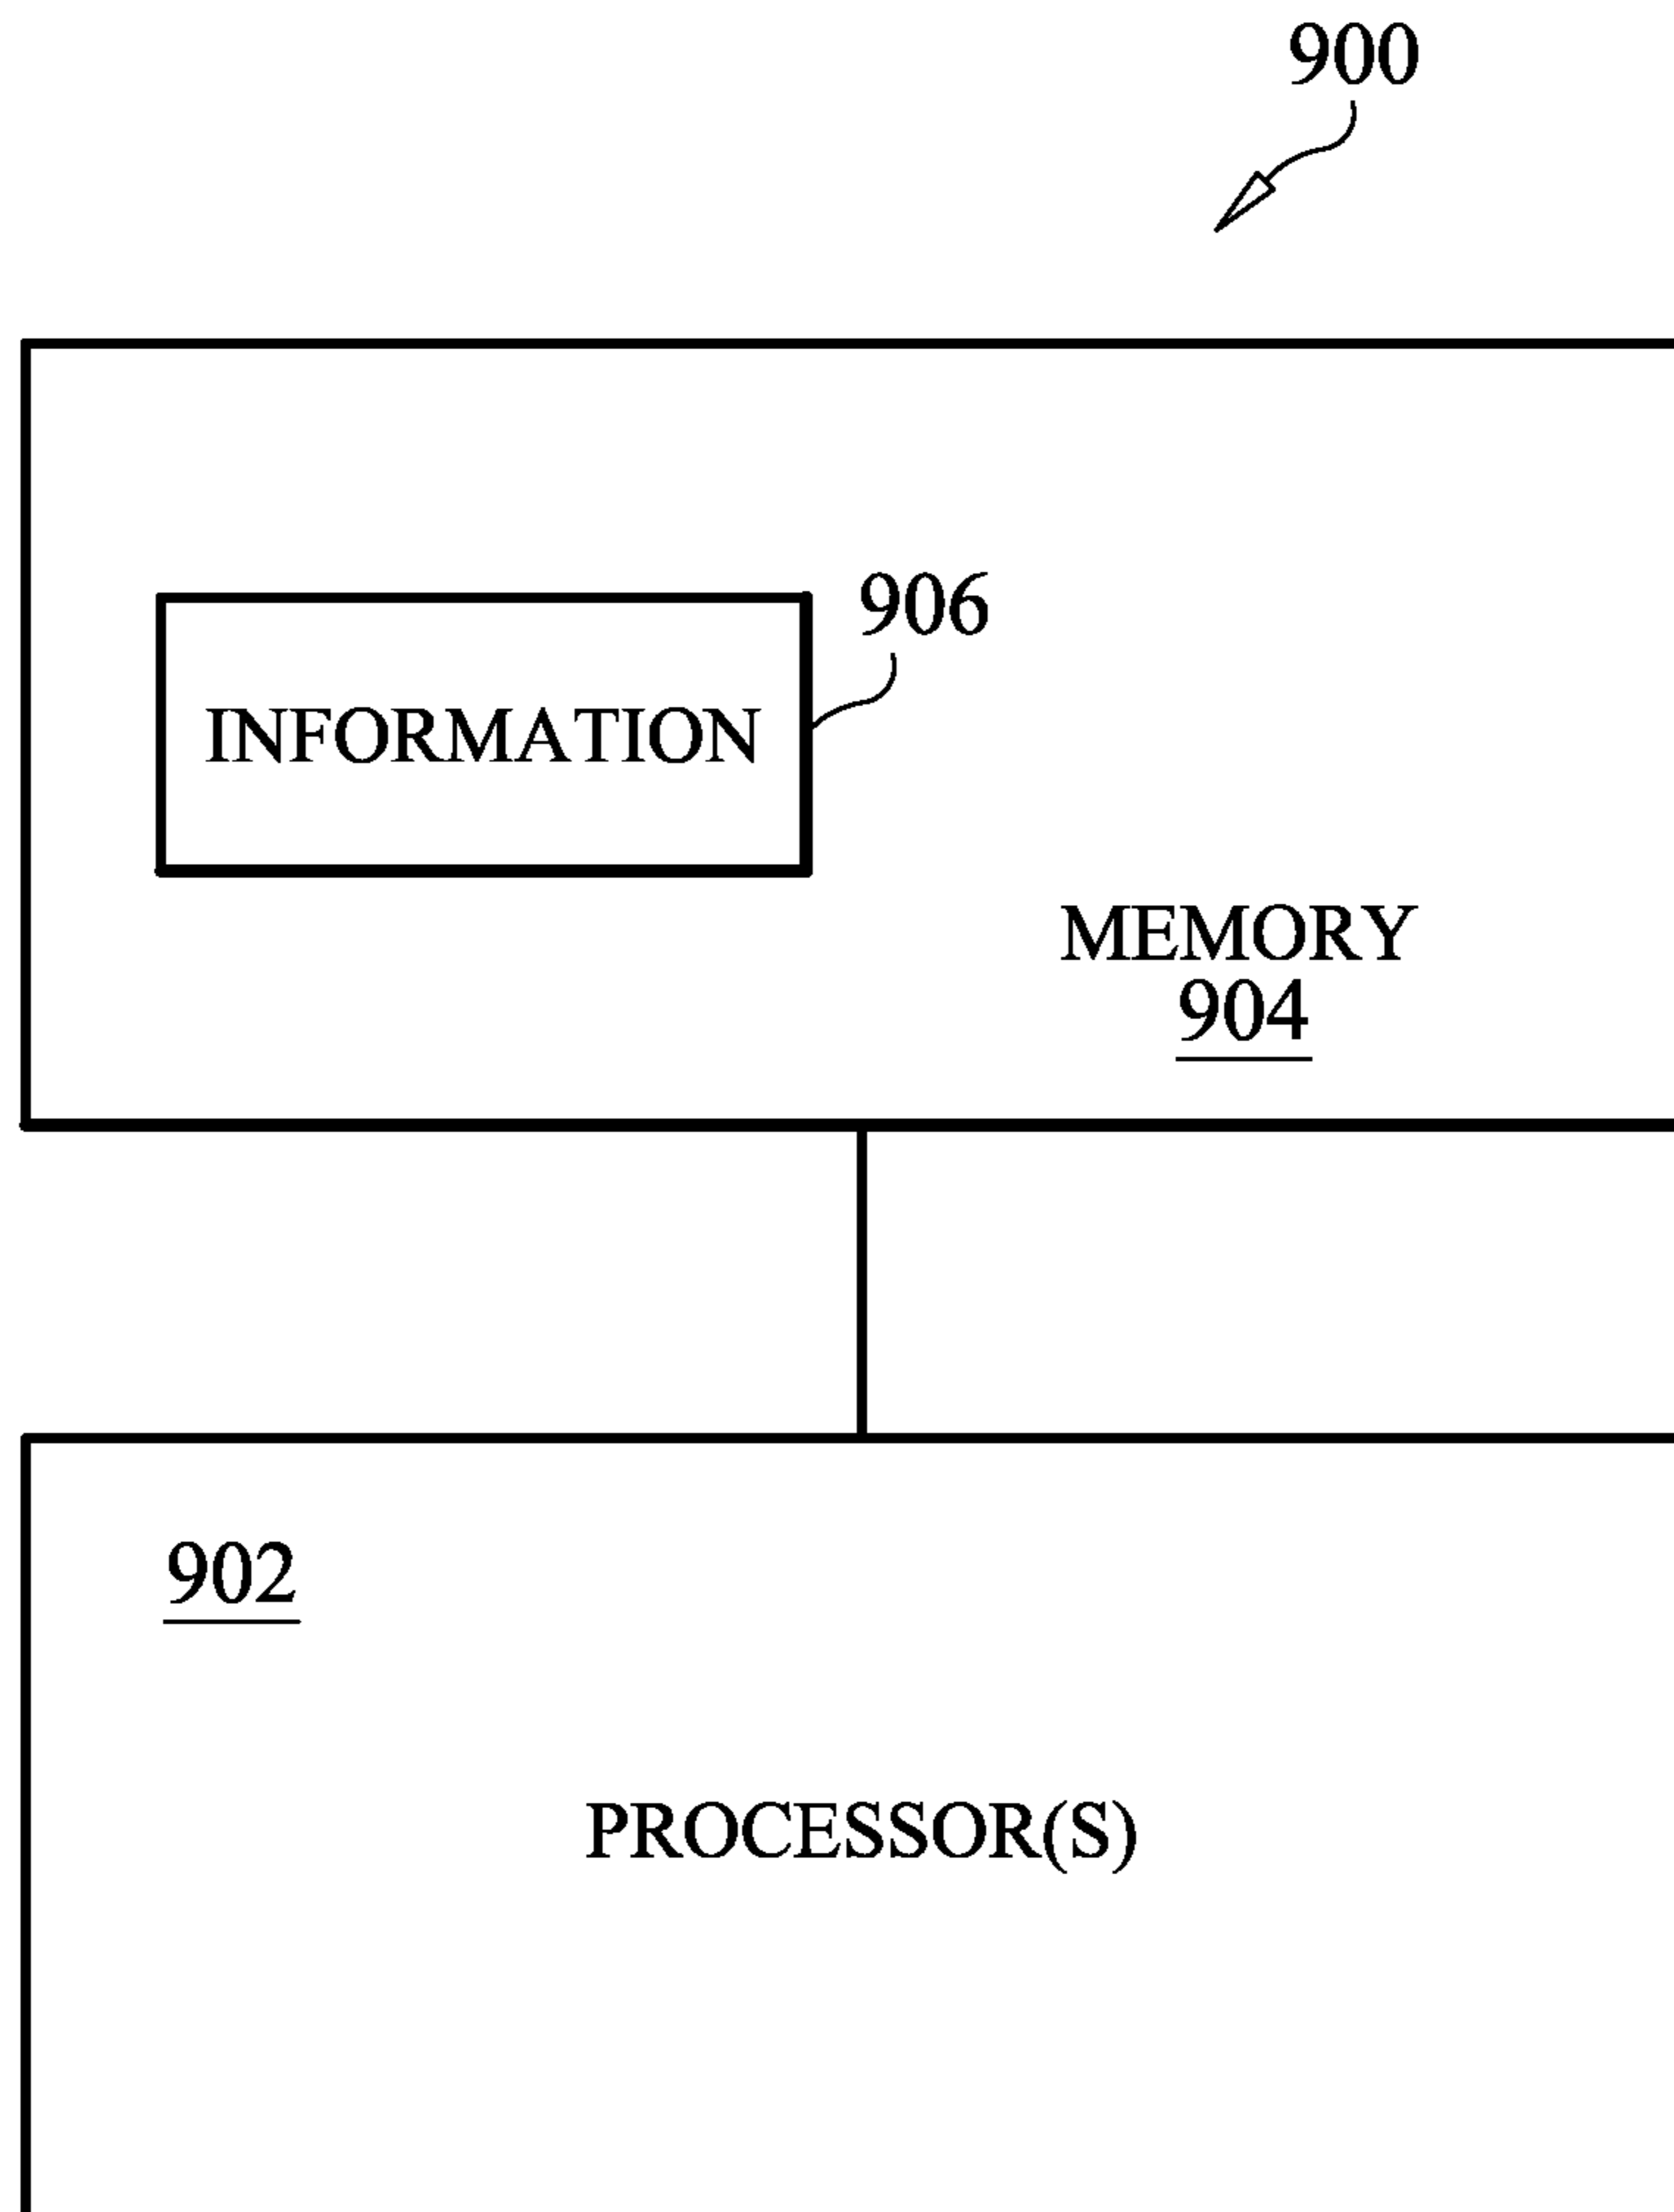 900
906
INFORMATION
MEMORY
904
902
PROCESSOR(S)